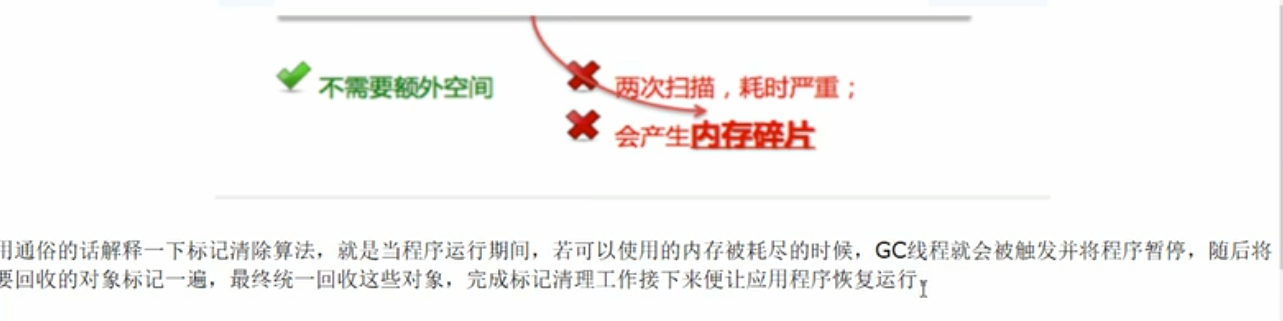 不需要额外空间
两次扫描，耗时严重；
会产生内存碎片
用通俗的话解释一下标记清除算法，就是当程序运行期间，若可以使用的内存被耗尽的时候，GC线程就会被触发并将程序暂停，随后将
要回收的对象标记一遍，最终统一回收这些对象，完成标记清理工作接下来便让应用程序恢复运行。